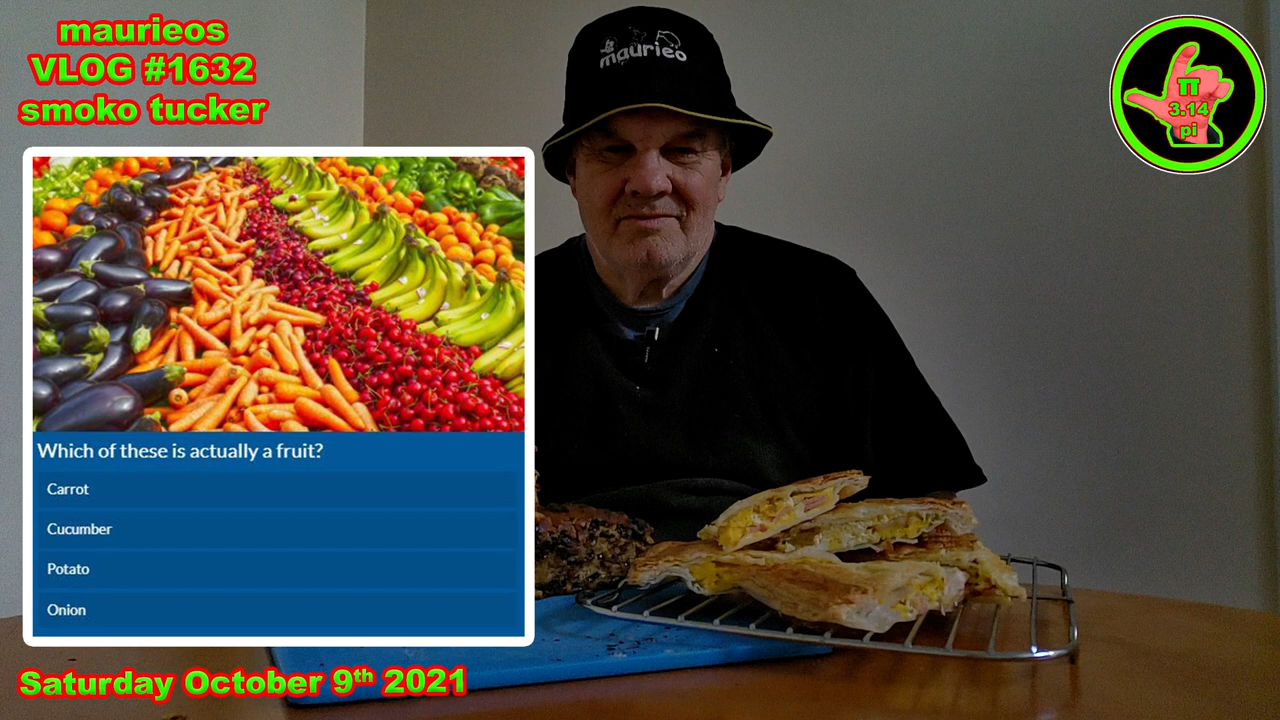 maurieos
VLOG #1632
smoko tucker
maurieo
π
3.14
pi
Which of these is actually a fruit?
Carrot
Cucumber
Potato
Onion
Saturday October 9th 2021